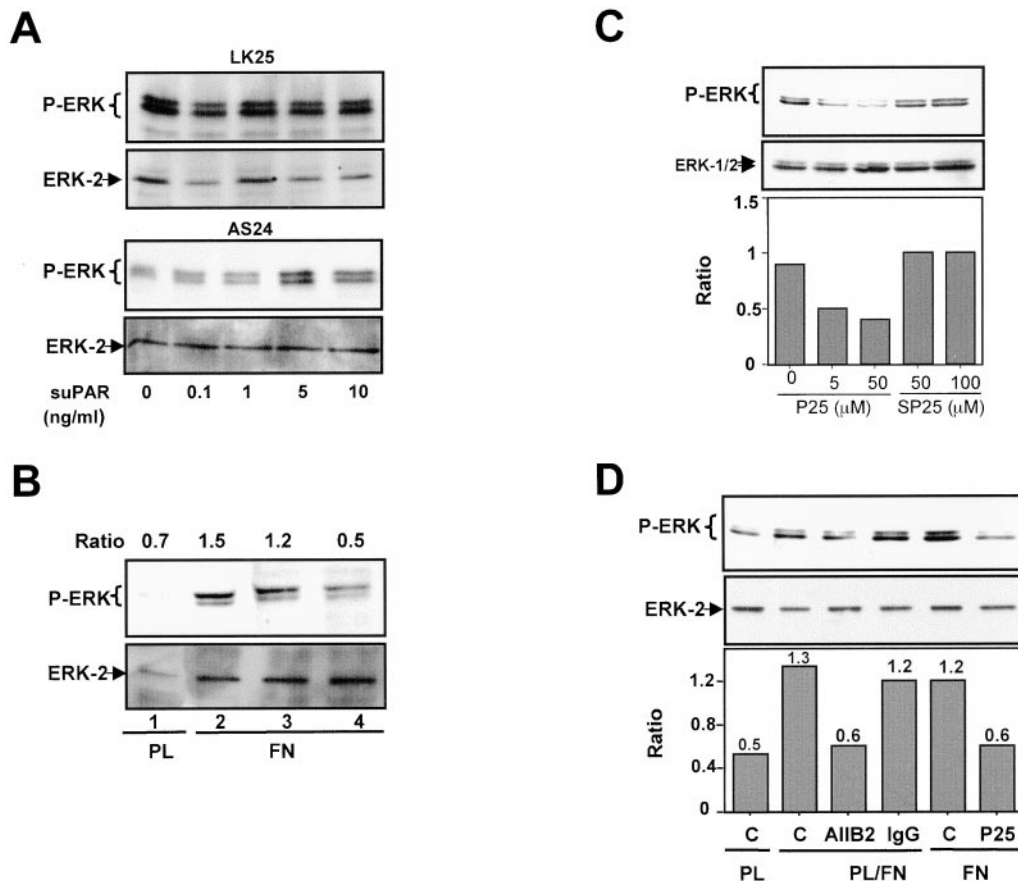 A
LK25
P-ERK {
ERK-2
AS24
P-ERK {
ERK-2
suPAR 0 0.1 1 5 10
(ng/ml)
B
Ratio 0.7 1.5 1.2 0.5
P-ERK {
ERK-2
1 2 3 4
PL FN
C
P-ERK {
ERK-1/2
1.5
1
0.5
0
Ratio
0 5 50 50 100
P25 (μM) SP25 (μM)
D
P-ERK {
ERK-2
1.2
0.8
0.4
0
Ratio
0.5 1.3 0.6 1.2 1.2 0.6
C C AIIB2 IgG C P25
PL PL/FN FN